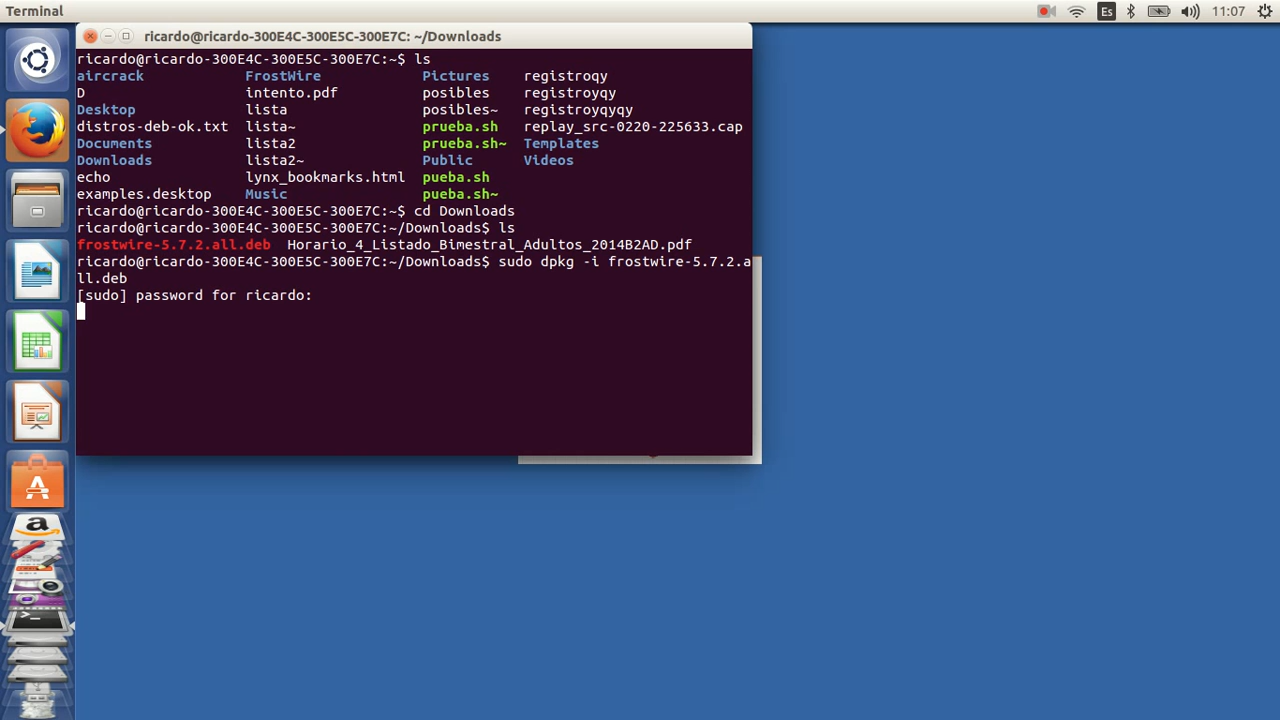 Terminal
Es
11:07
ricardo@ricardo-300E4C-300E5C-300E7C: ~/Downloads
ricardo@ricardo-300E4C-300E5C-300E7C:~$ ls
aircrack FrostWire Pictures registroqy
D intento.pdf posibles registroyqy
Desktop lista posibles~ registroyqyqy
distros-deb-ok.txt lista~ prueba.sh replay_src-0220-225633.cap
Documents lista2 prueba.sh~ Templates
Downloads lista2~ Public Videos
echo lynx_bookmarks.html pueba.sh
examples.desktop Music pueba.sh~
ricardo@ricardo-300E4C-300E5C-300E7C:~$ cd Downloads
ricardo@ricardo-300E4C-300E5C-300E7C:~/Downloads$ ls
frostwire-5.7.2.all.deb Horario_4_Listado_Bimestral_Adultos_2014B2AD.pdf
ricardo@ricardo-300E4C-300E5C-300E7C:~/Downloads$ sudo dpkg -i frostwire-5.7.2.a
ll.deb
[sudo] password for ricardo: